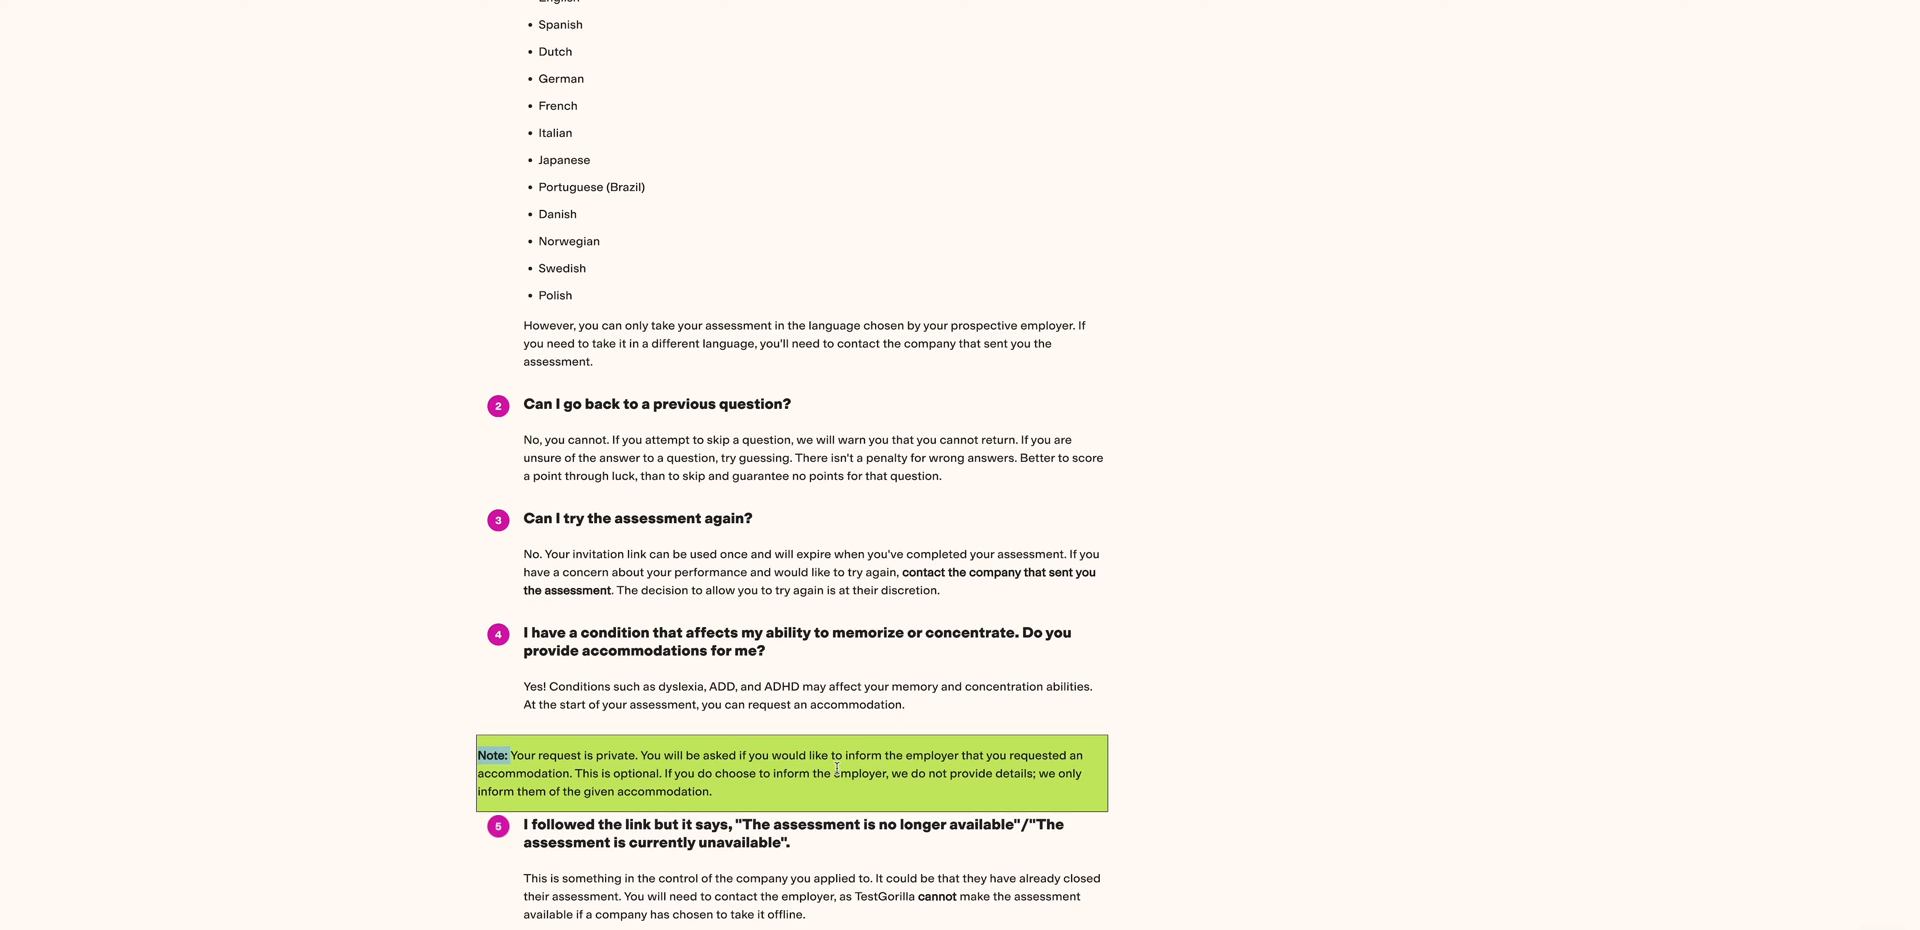 English
• Spanish
• Dutch
• German
• French
• Italian
• Japanese
• Portuguese (Brazil)
• Danish
• Norwegian
• Swedish
• Polish
However, you can only take your assessment in the language chosen by your prospective employer. If
you need to take it in a different language, you'll need to contact the company that sent you the
assessment.
2 Can I go back to a previous question?
No, you cannot. If you attempt to skip a question, we will warn you that you cannot return. If you are
unsure of the answer to a question, try guessing. There isn't a penalty for wrong answers. Better to score
a point through luck, than to skip and guarantee no points for that question.
3 Can I try the assessment again?
No. Your invitation link can be used once and will expire when you've completed your assessment. If you
have a concern about your performance and would like to try again, contact the company that sent you
the assessment. The decision to allow you to try again is at their discretion.
4 I have a condition that affects my ability to memorize or concentrate. Do you
provide accommodations for me?
Yes! Conditions such as dyslexia, ADD, and ADHD may affect your memory and concentration abilities.
At the start of your assessment, you can request an accommodation.
Note: Your request is private. You will be asked if you would like to inform the employer that you requested an
accommodation. This is optional. If you do choose to inform the employer, we do not provide details; we only
inform them of the given accommodation.
5 I followed the link but it says, "The assessment is no longer available"/"The
assessment is currently unavailable".
This is something in the control of the company you applied to. It could be that they have already closed
their assessment. You will need to contact the employer, as TestGorilla cannot make the assessment
available if a company has chosen to take it offline.